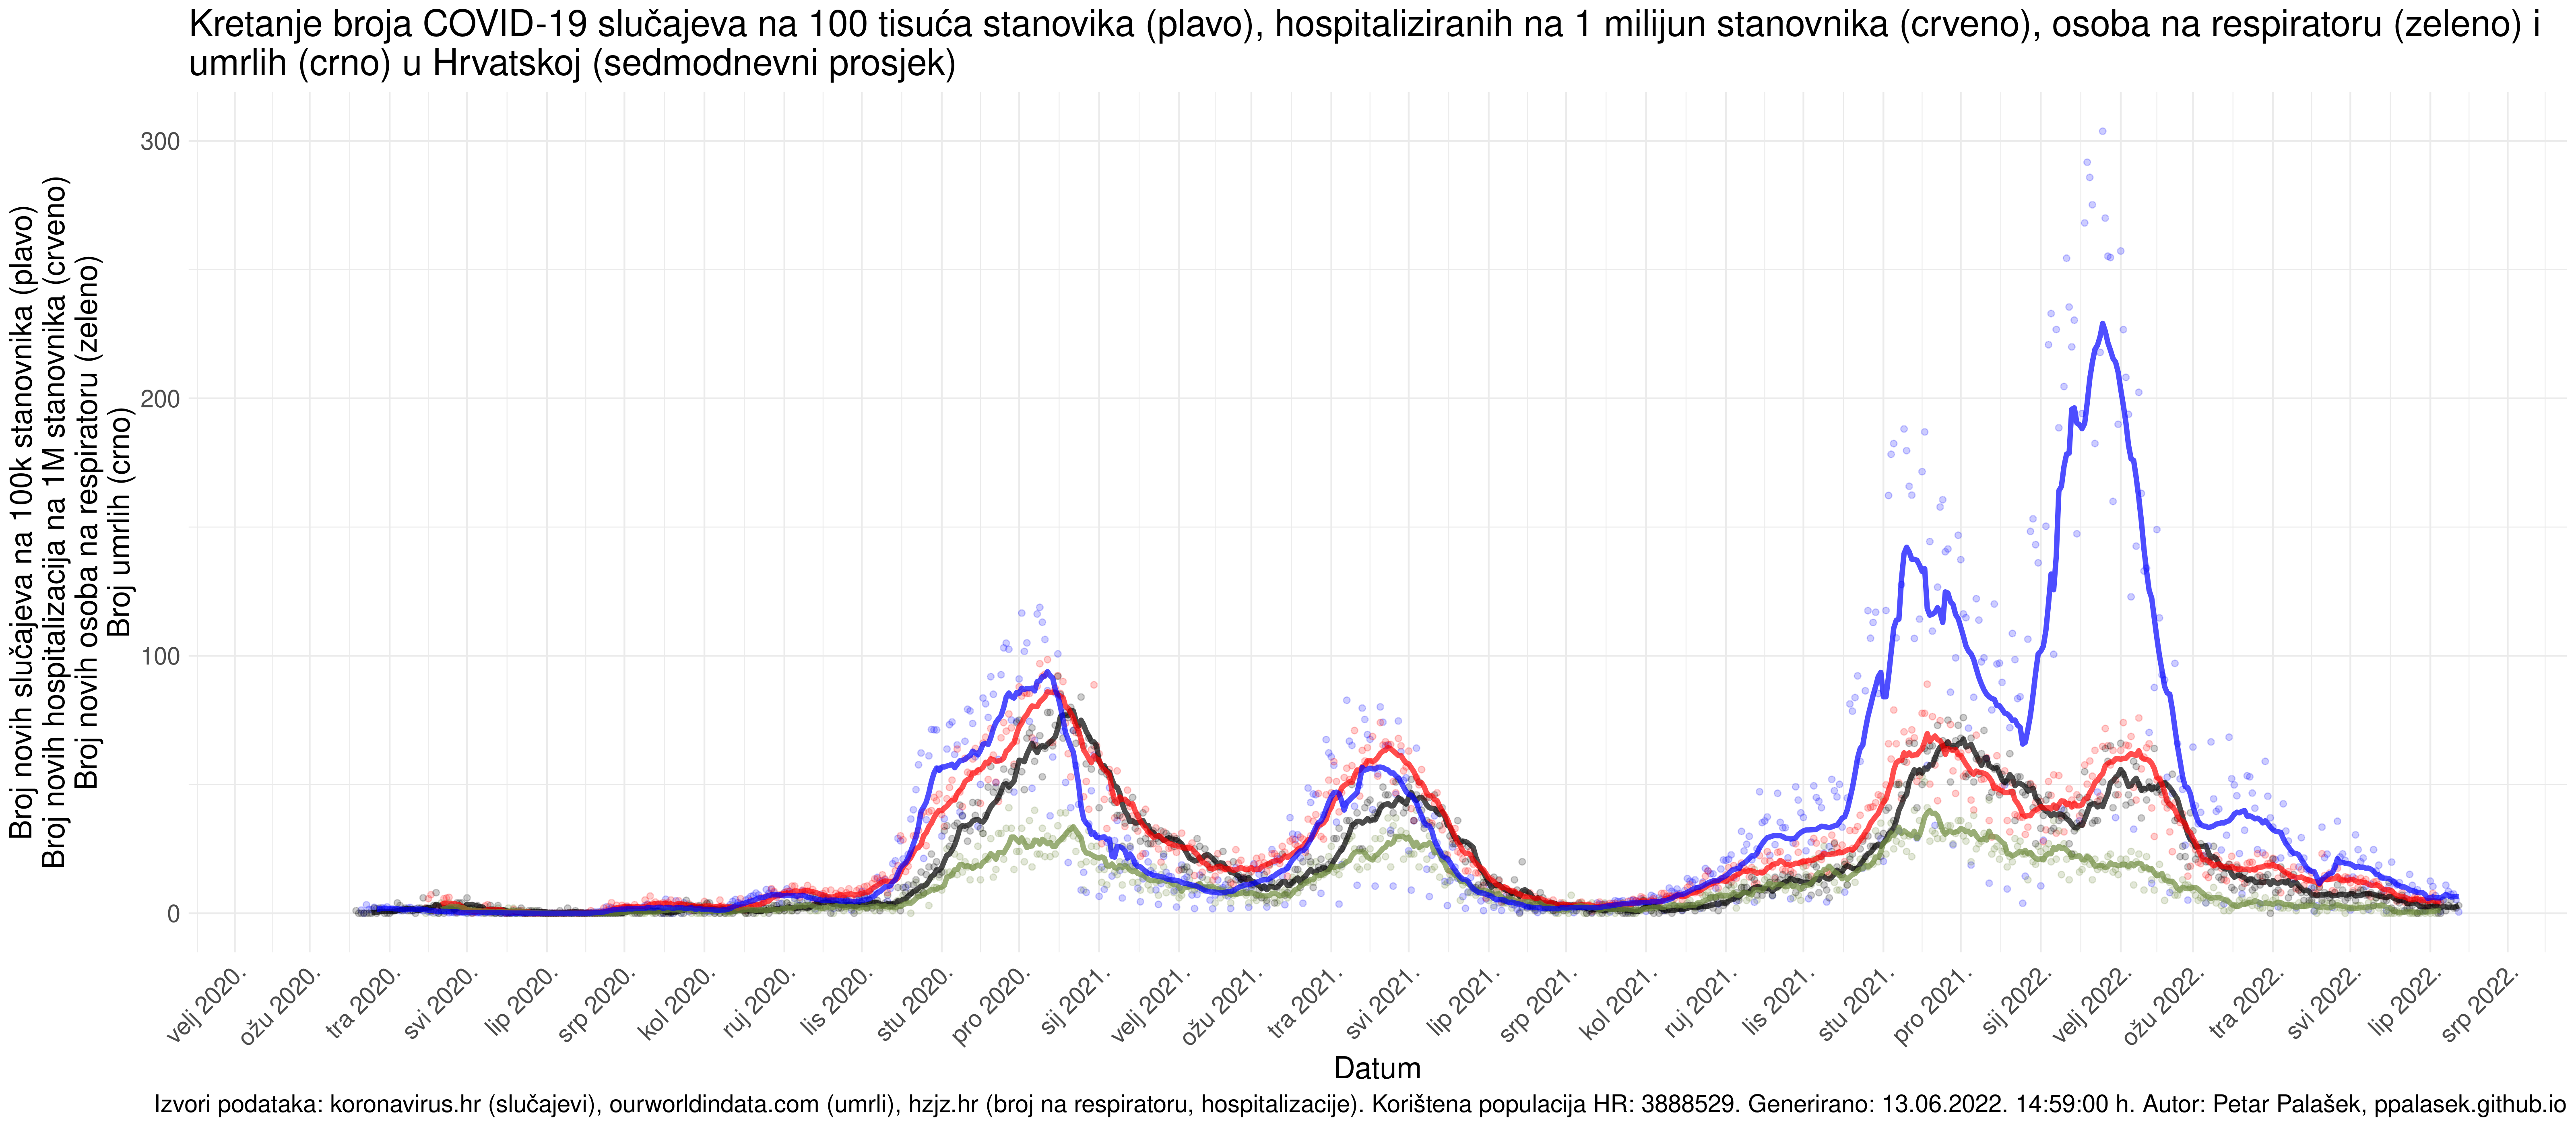 Kretanje broja COVID-19 slučajeva na 100 tisuća stanovika (plavo), hospitaliziranih na 1 milijun stanovnika (crveno), osoba na respiratoru (zeleno) i
umrlih (crno) u Hrvatskoj (sedmodnevni prosjek)
Broj novih slučajeva na 100k stanovnika (plavo)
Broj novih hospitalizacija na 1M stanovnika (crveno)
Broj novih osoba na respiratoru (zeleno)
Broj umrlih (crno)
300
200
100
0
velj 2020.
ožu 2020.
tra 2020.
svi 2020.
lip 2020.
srp 2020.
kol 2020.
ruj 2020.
lis 2020.
stu 2020.
pro 2020.
sij 2021.
velj 2021.
ožu 2021.
tra 2021.
svi 2021.
lip 2021.
srp 2021.
kol 2021.
ruj 2021.
lis 2021.
stu 2021.
pro 2021.
sij 2022.
velj 2022.
ožu 2022.
tra 2022.
svi 2022.
lip 2022.
srp 2022.
Datum
Izvori podataka: koronavirus.hr (slučajevi), ourworldindata.com (umrli), hzjz.hr (broj na respiratoru, hospitalizacije). Korištena populacija HR: 3888529. Generirano: 13.06.2022. 14:59:00 h. Autor: Petar Palašek, ppalasek.github.io